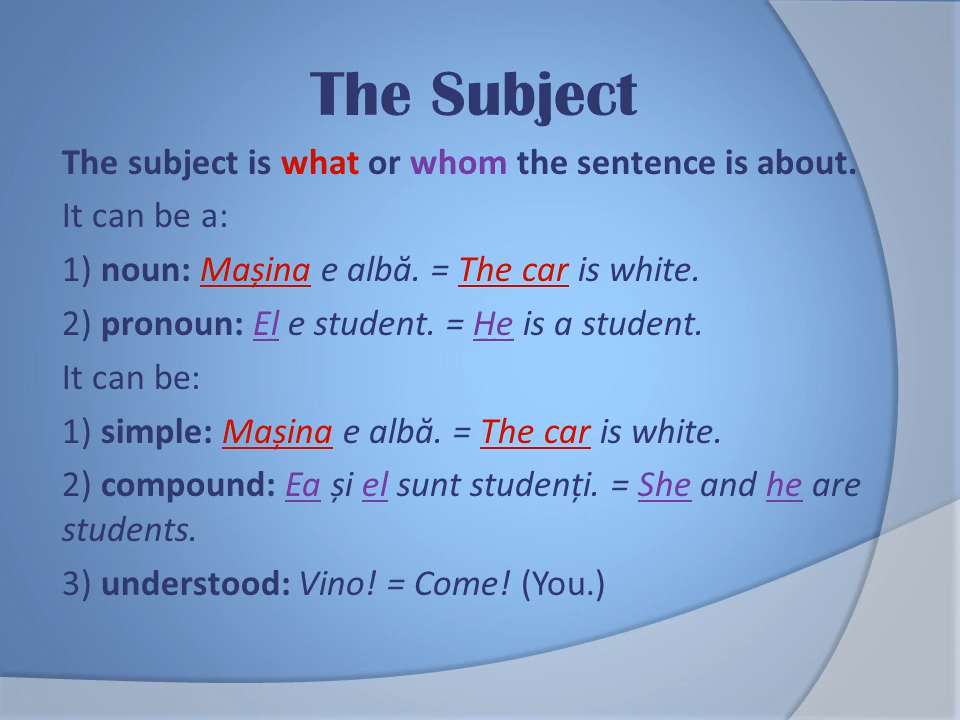 The Subject
The subject is what or whom the sentence is about.
It can be a:
1) noun: Mașina e albă. = The car is white.
2) pronoun: El e student. = He is a student.
It can be:
1) simple: Mașina e albă. = The car is white.
2) compound: Ea și el sunt studenți. = She and he are
students.
3) understood: Vino! = Come! (You.)